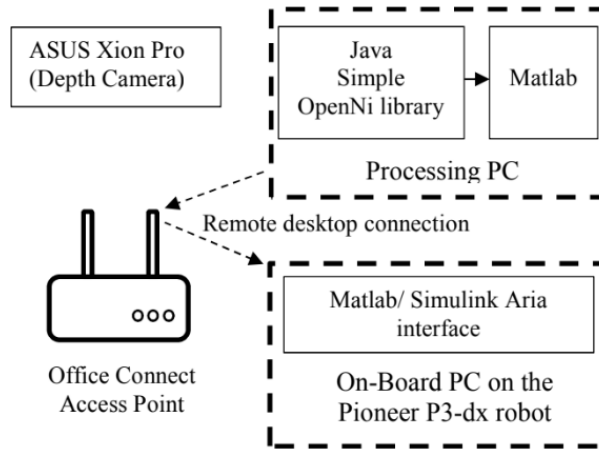 ASUS Xion Pro
(Depth Camera)
Java
Simple
OpenNi library
Matlab
Processing PC
Remote desktop connection
Matlab/ Simulink Aria
interface
Office Connect
Access Point
On-Board PC on the
Pioneer P3-dx robot